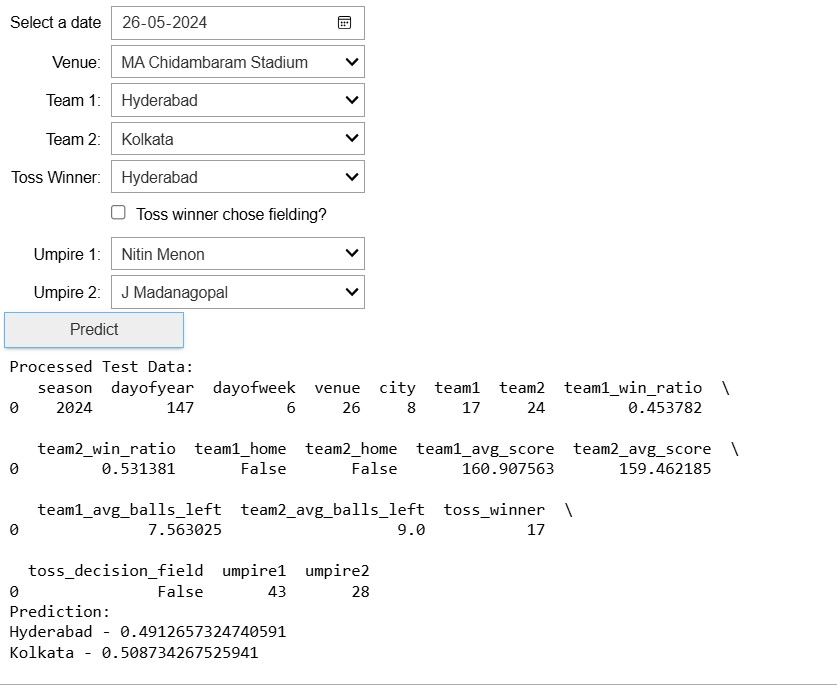 Select a date 26-05-2024
Venue: MA Chidambaram Stadium
Team 1: Hyderabad
Team 2: Kolkata
Toss Winner: Hyderabad
Toss winner chose fielding?
Umpire 1: Nitin Menon
Umpire 2: J Madanagopal
Predict
Processed Test Data:
season dayofyear dayofweek venue city team1 team2 team1_win_ratio \
0 2024 147 6 26 8 17 24 0.453782
team2_win_ratio team1_home team2_home team1_avg_score team2_avg_score \
0 0.531381 False False 160.907563 159.462185
team1_avg_balls_left team2_avg_balls_left toss_winner \
0 7.563025 9.0 17
toss_decision_field umpire1 umpire2
0 False 43 28
Prediction:
Hyderabad - 0.4912657324740591
Kolkata - 0.508734267525941